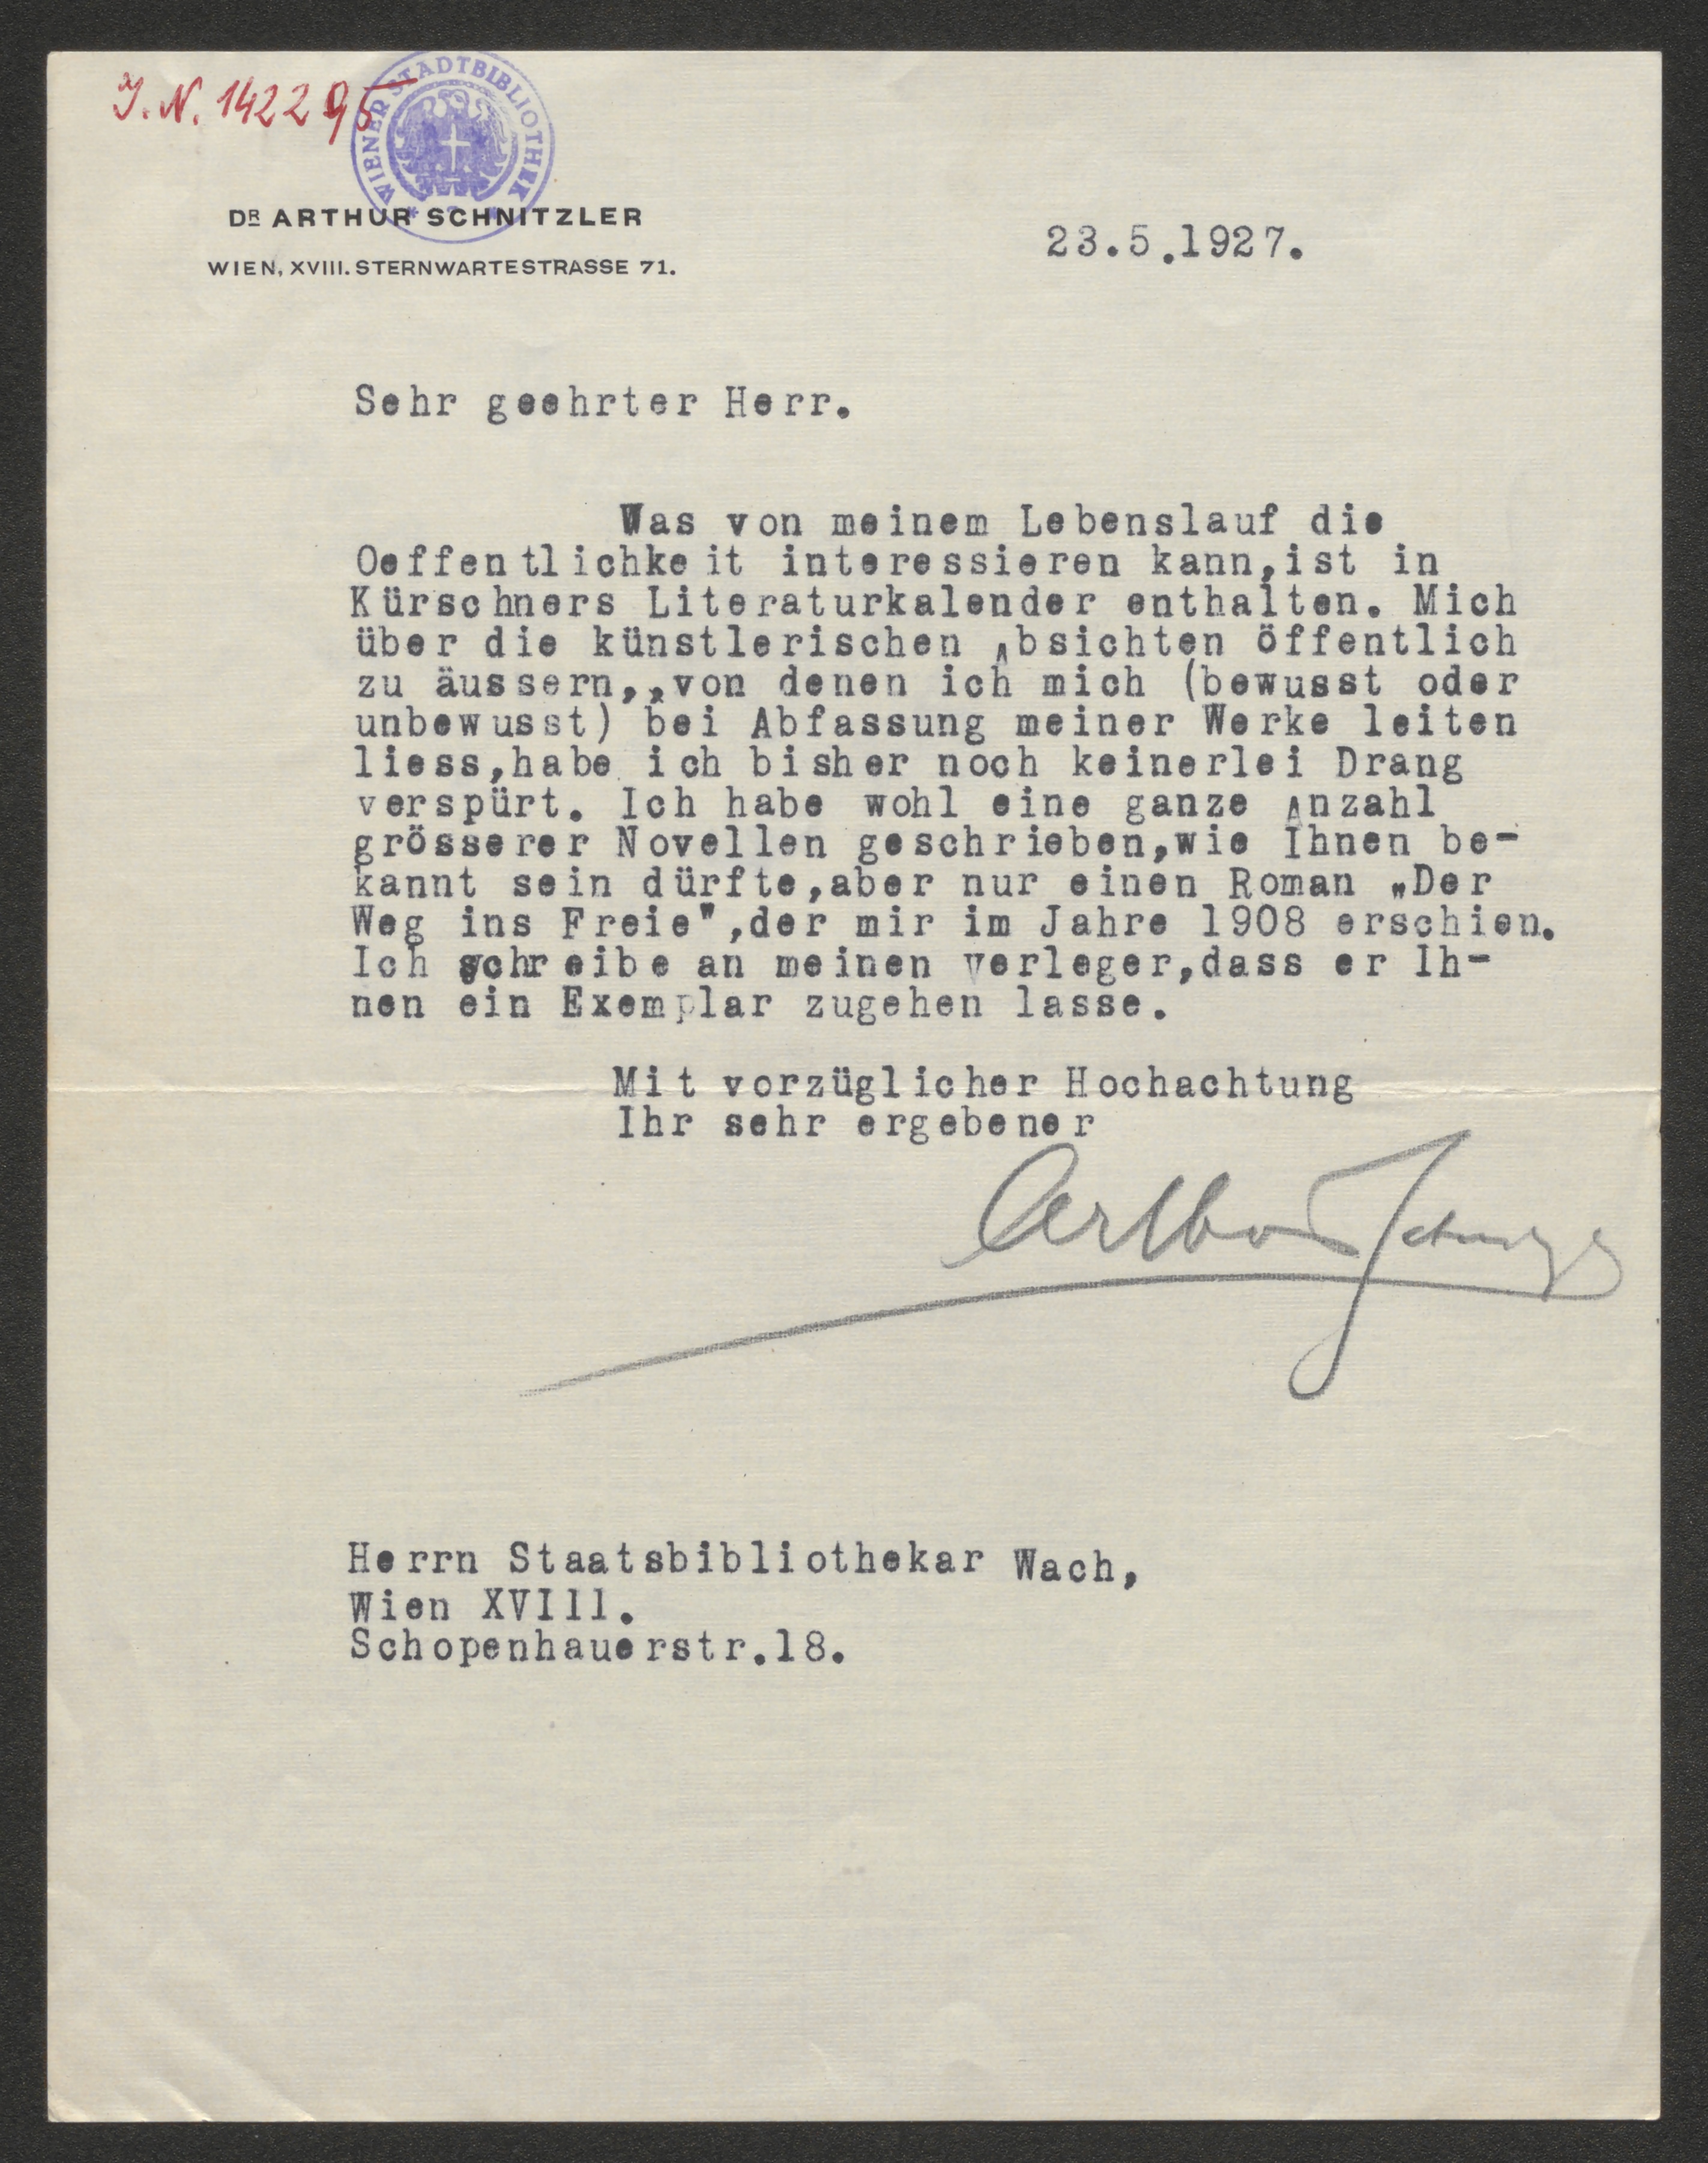 J. N. 142295
WIENER STADTBIBLIOTHEK
DR ARTHUR SCHNITZLER
WIEN, XVIII. STERNWARTESTRASSE 71.
23.5.1927.
Sehr geehrter Herr.
Was von meinem Lebenslauf die
Oeffentlichkeit interessieren kann,ist in
Kürschners Literaturkalender enthalten. Mich
über die künstlerischen Absichten öffentlich
zu äussern,,von denen ich mich (bewusst oder
unbewusst) bei Abfassung meiner Werke leiten
liess,habe ich bisher noch keinerlei Drang
verspürt. Ich habe wohl eine ganze Anzahl
grösserer Novellen geschrieben,wie Ihnen be-
kannt sein dürfte,aber nur einen Roman „Der
Weg ins Freie",der mir im Jahre 1908 erschien.
Ich schreibe an meinen Verleger,dass er Ih-
nen ein Exemplar zugehen lasse.
Mit vorzüglicher Hochachtung
Ihr sehr ergebener
Arthur Schnitzler
Herrn Staatsbibliothekar Wach,
Wien XVIII.
Schopenhauerstr.18.